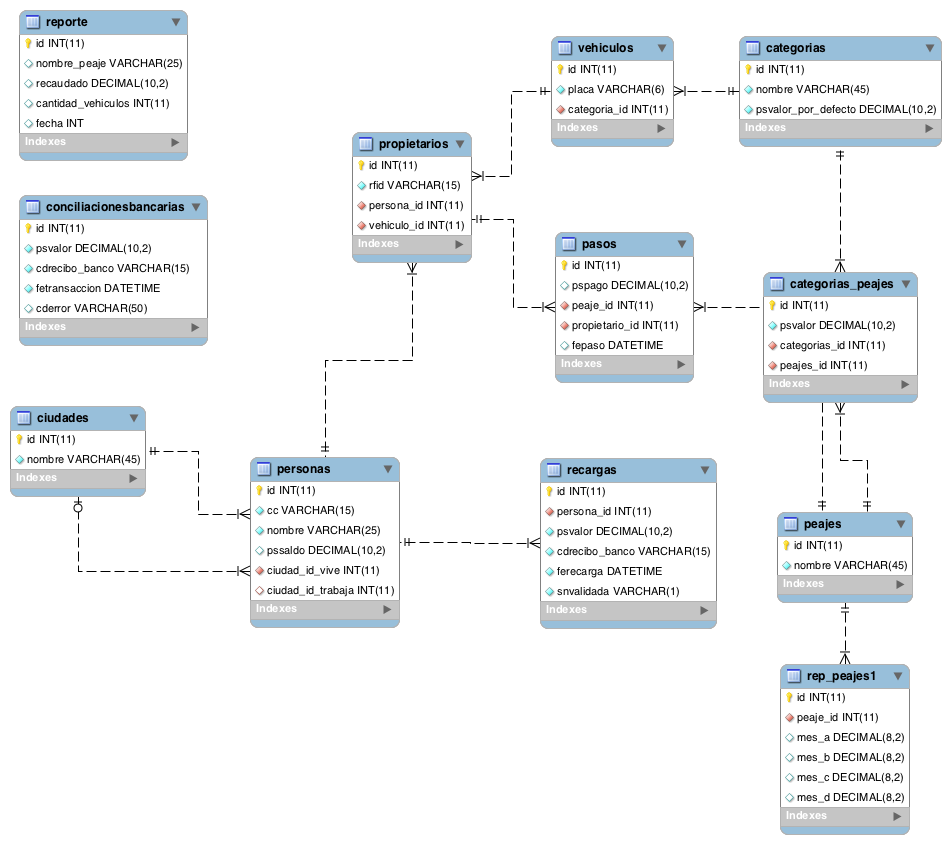 reporte
id INT(11)
nombre_peaje VARCHAR(25)
recaudado DECIMAL(10,2)
cantidad_vehiculos INT(11)
fecha INT
Indexes
conciliacionesbancarias
id INT(11)
psvalor DECIMAL(10,2)
cdrecibo_banco VARCHAR(15)
fetransaccion DATETIME
cderror VARCHAR(50)
Indexes
ciudades
id INT(11)
nombre VARCHAR(45)
Indexes
propietarios
id INT(11)
rfid VARCHAR(15)
persona_id INT(11)
vehiculo_id INT(11)
Indexes
personas
id INT(11)
cc VARCHAR(15)
nombre VARCHAR(25)
pssaldo DECIMAL(10,2)
ciudad_id_vive INT(11)
ciudad_id_trabaja INT(11)
Indexes
vehiculos
id INT(11)
placa VARCHAR(6)
categoria_id INT(11)
Indexes
pasos
id INT(11)
pspago DECIMAL(10,2)
peaje_id INT(11)
propietario_id INT(11)
fepaso DATETIME
Indexes
recargas
id INT(11)
persona_id INT(11)
psvalor DECIMAL(10,2)
cdrecibo_banco VARCHAR(15)
ferecarga DATETIME
snvalidada VARCHAR(1)
Indexes
categorias
id INT(11)
nombre VARCHAR(45)
psvalor_por_defecto DECIMAL(10,2)
Indexes
categorias_peajes
id INT(11)
psvalor DECIMAL(10,2)
categorias_id INT(11)
peajes_id INT(11)
Indexes
peajes
id INT(11)
nombre VARCHAR(45)
Indexes
rep_peajes1
id INT(11)
peaje_id INT(11)
mes_a DECIMAL(8,2)
mes_b DECIMAL(8,2)
mes_c DECIMAL(8,2)
mes_d DECIMAL(8,2)
Indexes